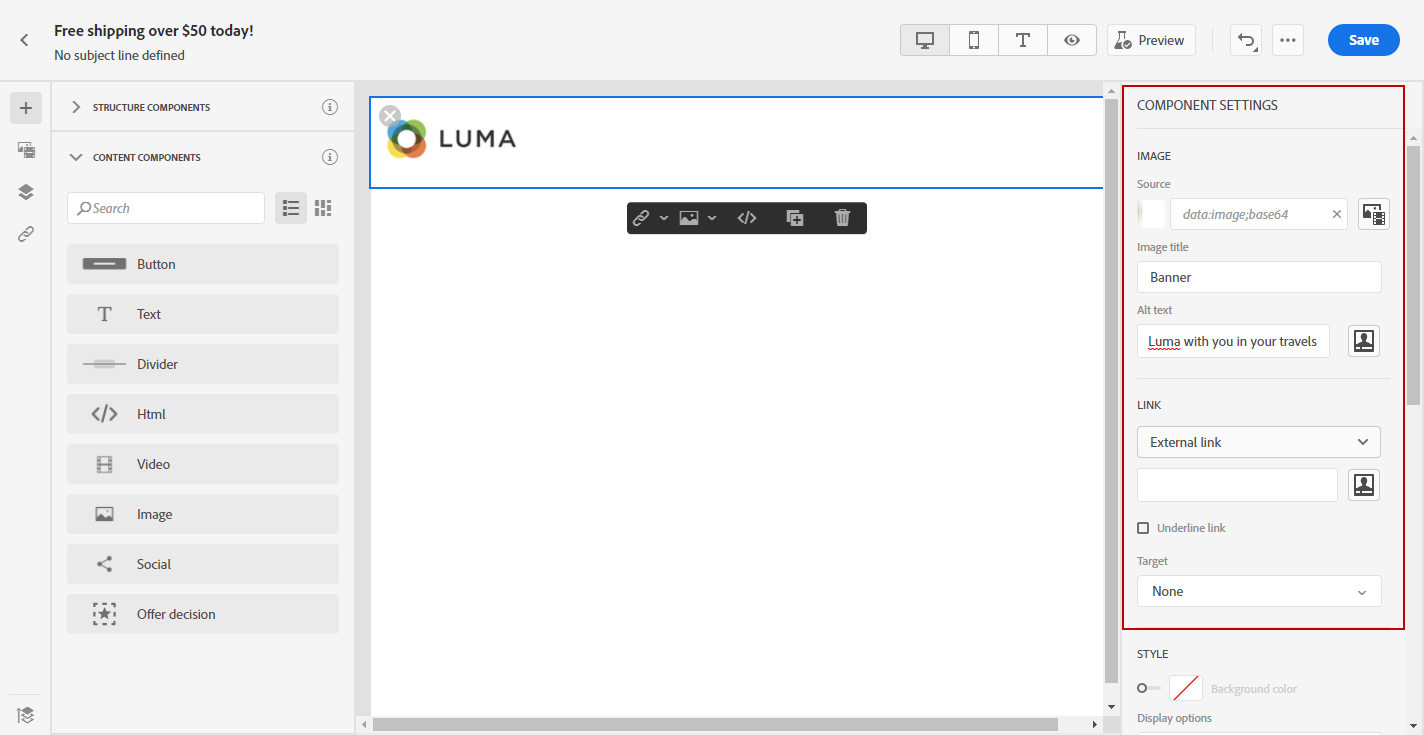 Free shipping over $50 today!
No subject line defined
Preview
Save
STRUCTURE COMPONENTS
CONTENT COMPONENTS
Search
Button
Text
Divider
Html
Video
Image
Social
Offer decision
LUMA
COMPONENT SETTINGS
IMAGE
Source
data:image;base64
Image title
Banner
Alt text
Luma with you in your travels
LINK
External link
Underline link
Target
None
STYLE
Background color
Display options